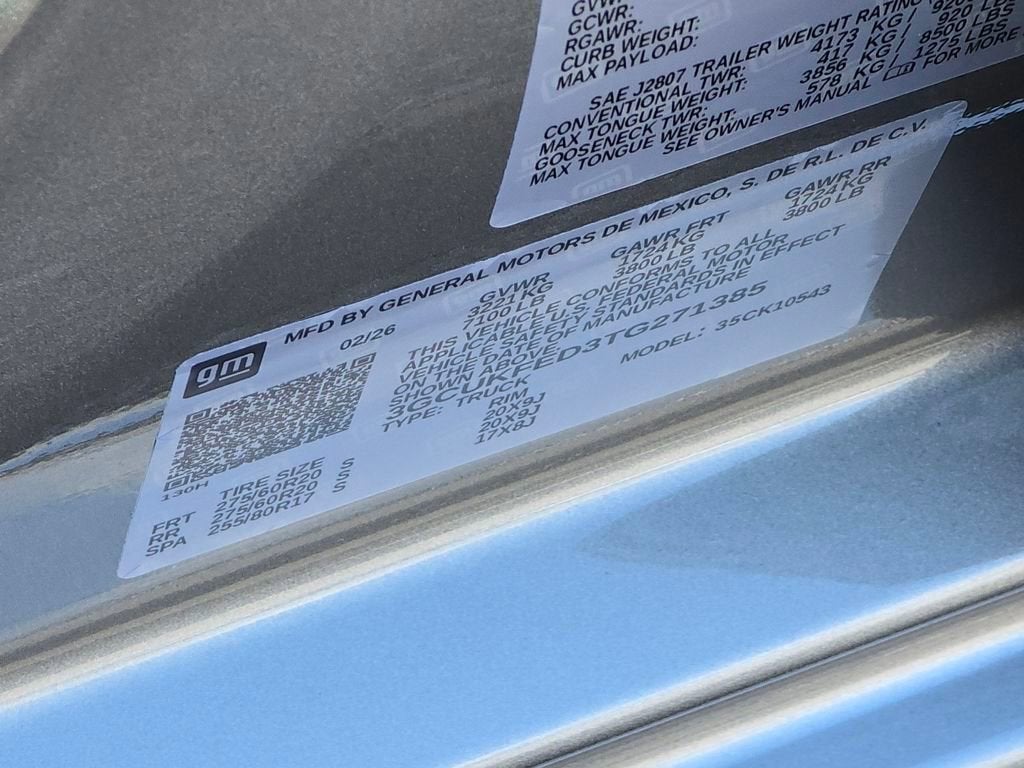 GVWR:
GCWR:
RGAWR:
CURB WEIGHT:
MAX PAYLOAD:
SAE J2807 TRAILER WEIGHT RATING
CONVENTIONAL TWR: 4173 KG/
MAX TONGUE WEIGHT: 417 KG/ 920 LBS
GOOSENECK TWR: 3856 KG/ 8500 LBS
MAX TONGUE WEIGHT: 578 KG/ 1275 LBS
SEE OWNER'S MANUAL FOR MORE
gm
MFD BY GENERAL MOTORS DE MEXICO, S. DE R.L. DE C.V.
02/26
GVWR GAWR FRT GAWR RR
3221 KG 1724 KG 1724 KG
7100 LB 3800 LB 3800 LB
THIS VEHICLE CONFORMS TO ALL
APPLICABLE U.S. FEDERAL MOTOR
VEHICLE SAFETY STANDARDS IN EFFECT
ON THE DATE OF MANUFACTURE
SHOWN ABOVE.
3GCUKFED3TG271385
TYPE: TRUCK MODEL: 35CK10543
130H
TIRE SIZE S RIM
FRT 275/60R20 S 20X9J
RR 275/60R20 S 20X9J
SPA 255/80R17 17X8J